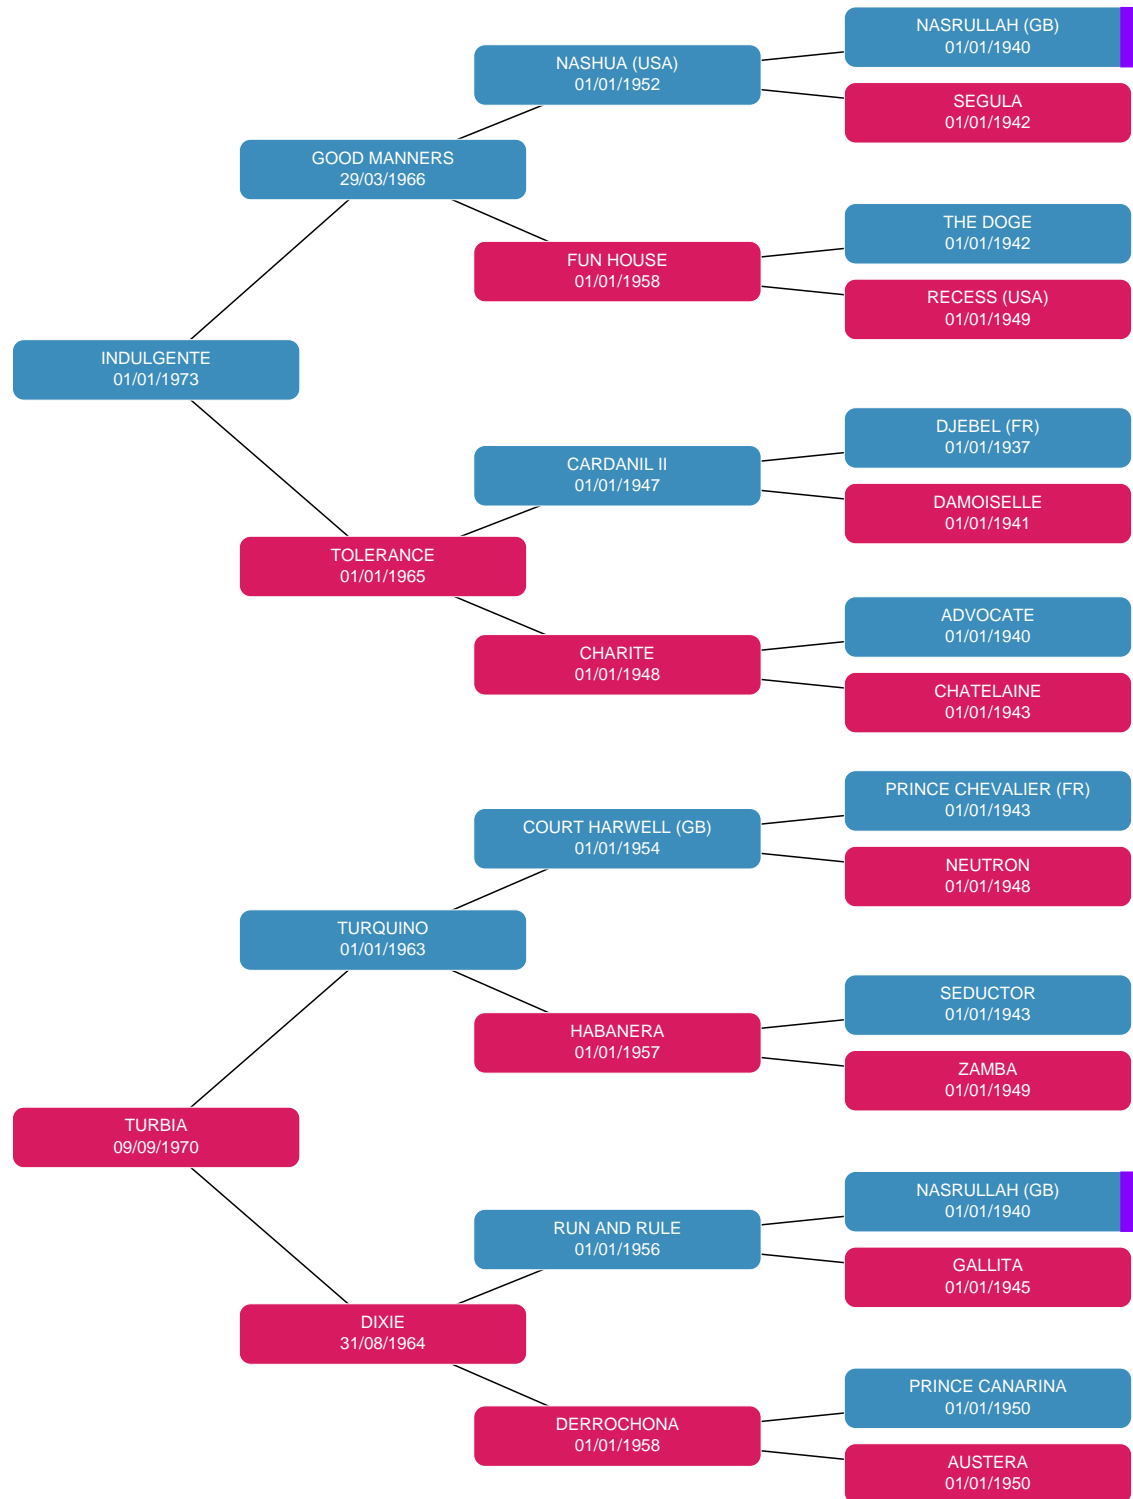 NASRULLAH (GB)
01/01/1940
NASHUA (USA)
01/01/1952
SEGULA
01/01/1942
GOOD MANNERS
29/03/1966
THE DOGE
01/01/1942
FUN HOUSE
01/01/1958
RECESS (USA)
01/01/1949
INDULGENTE
01/01/1973
DJEBEL (FR)
01/01/1937
CARDANIL II
01/01/1947
DAMOISELLE
01/01/1941
TOLERANCE
01/01/1965
ADVOCATE
01/01/1940
CHARITE
01/01/1948
CHATELAINE
01/01/1943
PRINCE CHEVALIER (FR)
01/01/1943
COURT HARWELL (GB)
01/01/1954
NEUTRON
01/01/1948
TURQUINO
01/01/1963
SEDUCTOR
01/01/1943
HABANERA
01/01/1957
ZAMBA
01/01/1949
TURBIA
09/09/1970
NASRULLAH (GB)
01/01/1940
RUN AND RULE
01/01/1956
GALLITA
01/01/1945
DIXIE
31/08/1964
PRINCE CANARINA
01/01/1950
DERROCHONA
01/01/1958
AUSTERA
01/01/1950